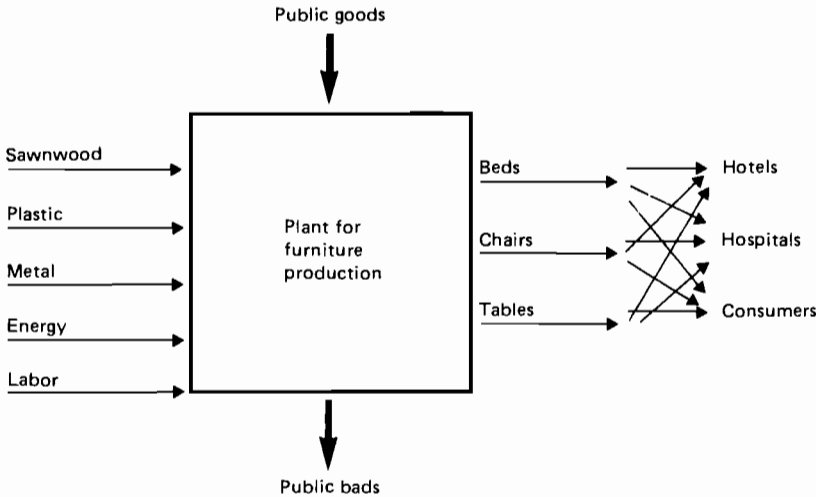 Public goods
Sawnwood
Plastic
Metal
Energy
Labor
Plant for
furniture
production
Beds
Chairs
Tables
Hotels
Hospitals
Consumers
Public bads